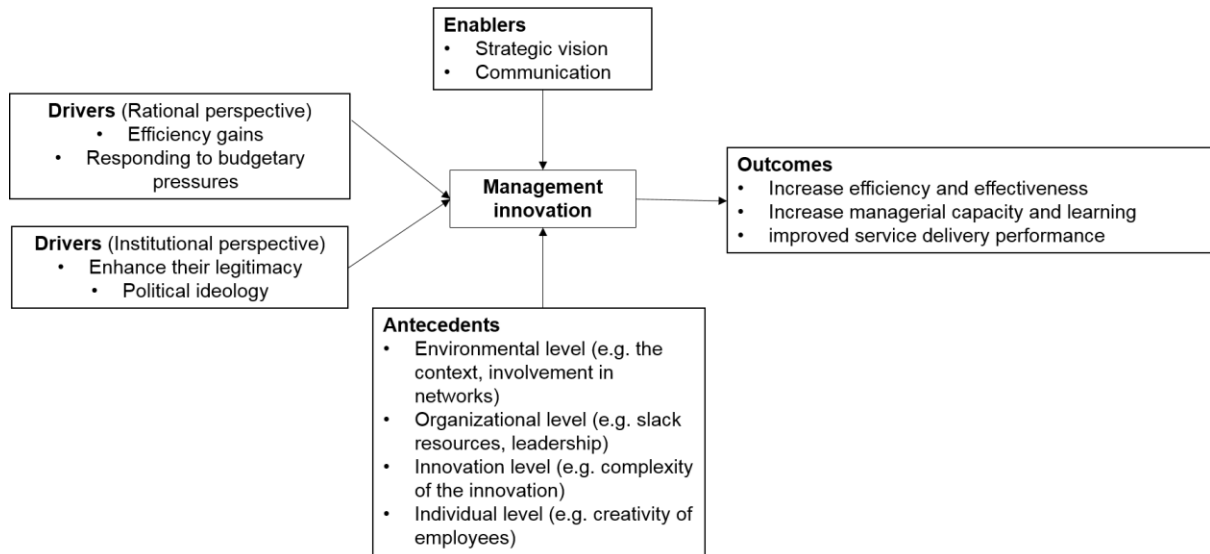 Enablers
• Strategic vision
• Communication
Drivers (Rational perspective)
• Efficiency gains
• Responding to budgetary
pressures
Drivers (Institutional perspective)
• Enhance their legitimacy
• Political ideology
Management
innovation
Outcomes
• Increase efficiency and effectiveness
• Increase managerial capacity and learning
• improved service delivery performance
Antecedents
• Environmental level (e.g. the
context, involvement in
networks)
• Organizational level (e.g. slack
resources, leadership)
• Innovation level (e.g. complexity
of the innovation)
• Individual level (e.g. creativity of
employees)